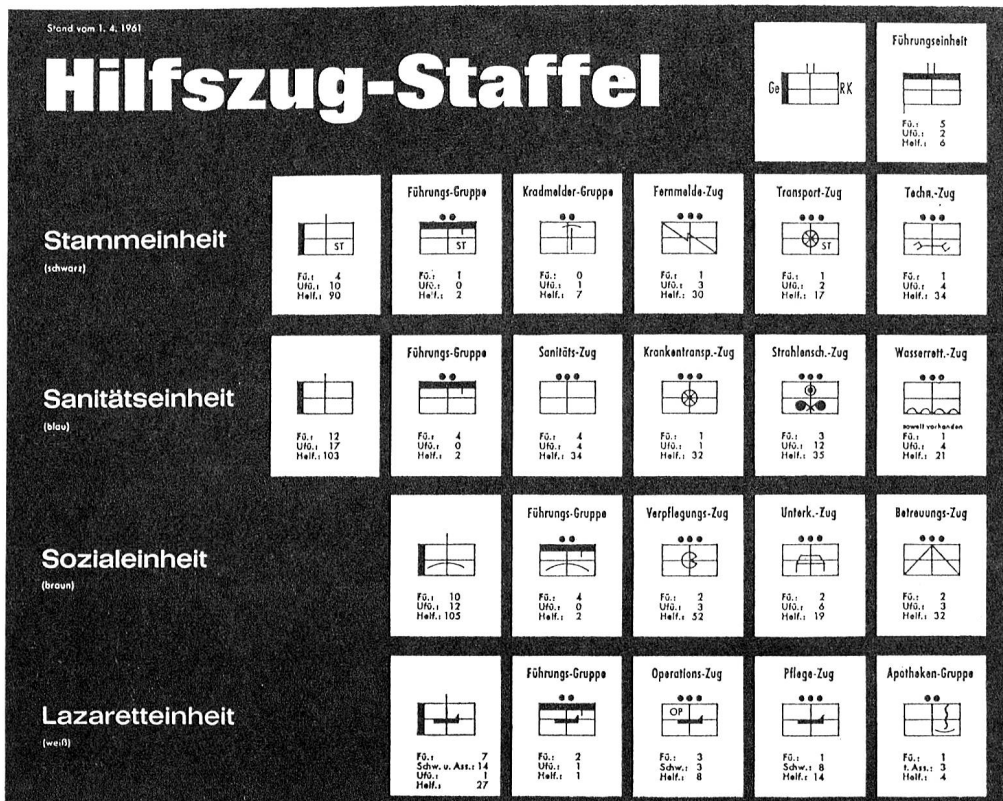 Stand vom 1. 4. 1961
Hilfszug-Staffel
Ge RK
Führungseinheit
Fü.: 5
Ufü.: 2
Helf.: 6
Stammeinheit
(schwarz)
ST
Fü.: 4
Ufü.: 10
Helf.: 90
Führungs-Gruppe
ST
Fü.: 1
Ufü.: 0
Helf.: 2
Kradmelder-Gruppe
Fü.: 0
Ufü.: 1
Helf.: 7
Fernmelde-Zug
Fü.: 1
Ufü.: 3
Helf.: 30
Transport-Zug
ST
Fü.: 1
Ufü.: 2
Helf.: 17
Techn.-Zug
Fü.: 1
Ufü.: 4
Helf.: 34
Sanitätseinheit
(blau)
Fü.: 12
Ufü.: 17
Helf.: 103
Führungs-Gruppe
Fü.: 4
Ufü.: 0
Helf.: 2
Sanitäts-Zug
Fü.: 4
Ufü.: 4
Helf.: 34
Krankentransp.-Zug
Fü.: 1
Ufü.: 1
Helf.: 32
Strahlensch.-Zug
Fü.: 3
Ufü.: 12
Helf.: 35
Wasserrett.-Zug
soweit vorhanden
Fü.: 1
Ufü.: 4
Helf.: 21
Sozialeinheit
(braun)
Fü.: 10
Ufü.: 12
Helf.: 105
Führungs-Gruppe
Fü.: 4
Ufü.: 0
Helf.: 2
Verpflegungs-Zug
Fü.: 2
Ufü.: 3
Helf.: 52
Unterk.-Zug
Fü.: 2
Ufü.: 6
Helf.: 19
Betreuungs-Zug
Fü.: 2
Ufü.: 3
Helf.: 32
Lazaretteinheit
(weiß)
Fü.: 7
Schw. u. Ass.: 14
Ufü.: 1
Helf.: 27
Führungs-Gruppe
Fü.: 2
Ufü.: 1
Helf.: 1
Operations-Zug
OP
Fü.: 3
Schw.: 3
Helf.: 8
Pflege-Zug
Fü.: 1
Schw.: 8
Helf.: 14
Apotheken-Gruppe
Fü.: 1
t. Ass.: 3
Helf.: 4